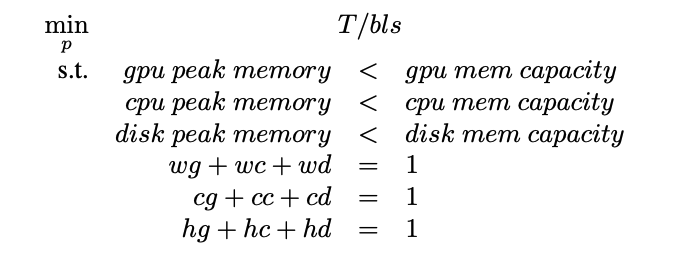 min T/bls
p
s.t. gpu peak memory < gpu mem capacity
cpu peak memory < cpu mem capacity
disk peak memory < disk mem capacity
wg + wc + wd = 1
cg + cc + cd = 1
hg + hc + hd = 1